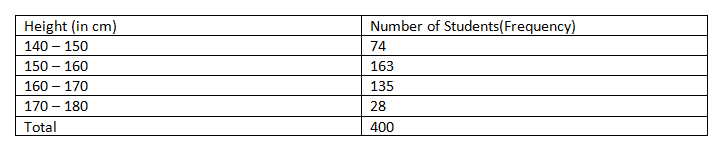 Height (in cm) Number of Students(Frequency)
140 – 150 74
150 – 160 163
160 – 170 135
170 – 180 28
Total 400